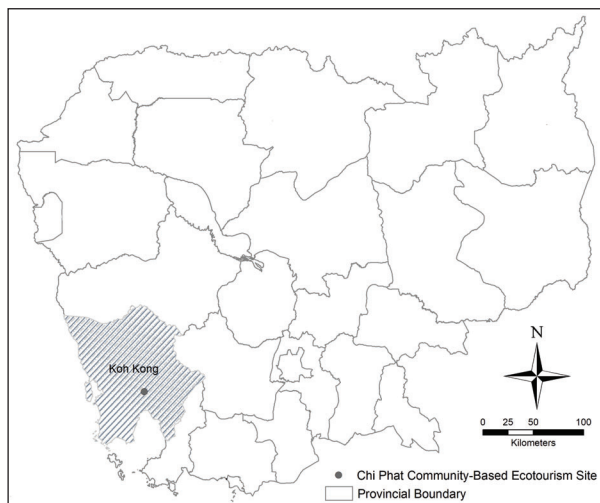 Koh Kong
N
0 25 50 100
Kilometers
Chi Phat Community-Based Ecotourism Site
Provincial Boundary